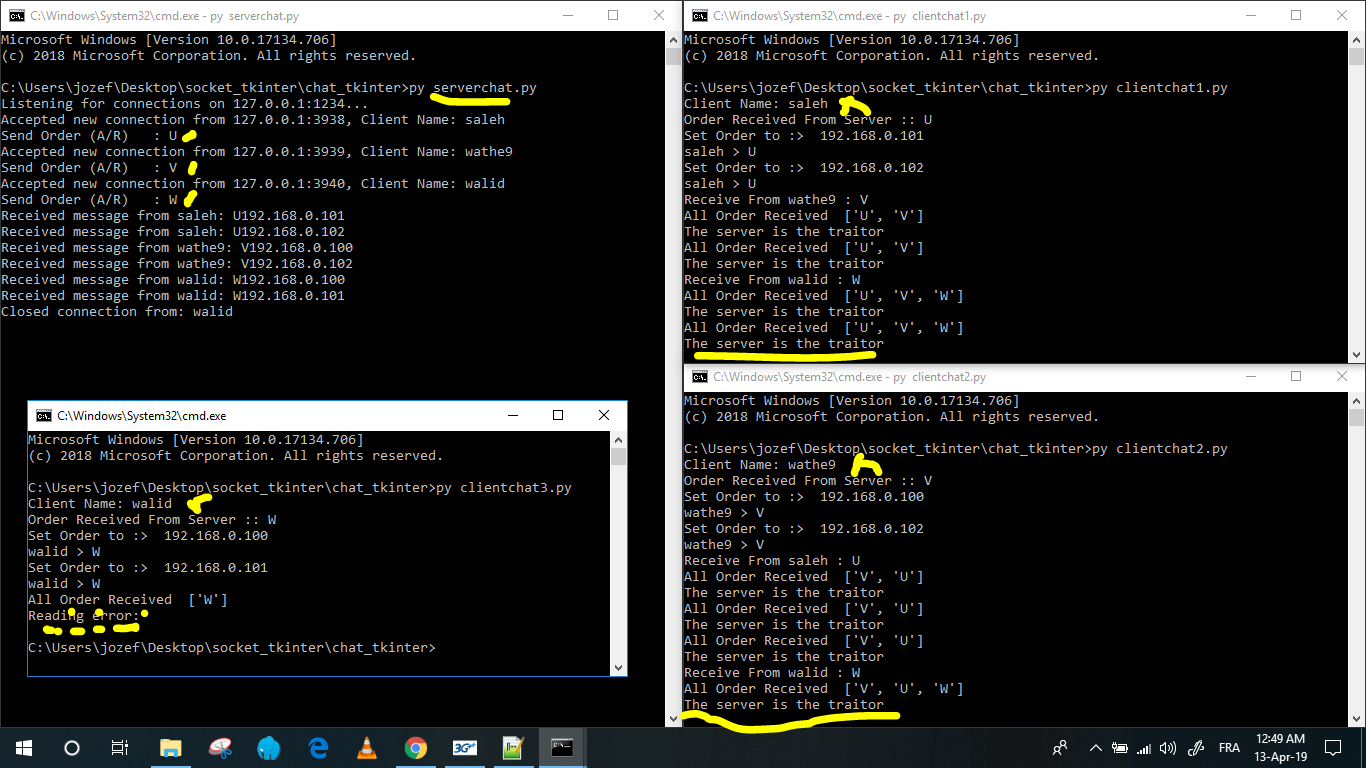 C:\Windows\System32\cmd.exe - py  serverchat.py
Microsoft Windows [Version 10.0.17134.706]
(c) 2018 Microsoft Corporation. All rights reserved.
C:\Users\jozef\Desktop\socket_tkinter\chat_tkinter>py serverchat.py
Listening for connections on 127.0.0.1:1234...
Accepted new connection from 127.0.0.1:3938, Client Name: saleh
Send Order (A/R)   : U
Accepted new connection from 127.0.0.1:3939, Client Name: wathe9
Send Order (A/R)   : V
Accepted new connection from 127.0.0.1:3940, Client Name: walid
Send Order (A/R)   : W
Received message from saleh: U192.168.0.101
Received message from saleh: U192.168.0.102
Received message from wathe9: V192.168.0.100
Received message from wathe9: V192.168.0.102
Received message from walid: W192.168.0.100
Received message from walid: W192.168.0.101
Closed connection from: walid
C:\Windows\System32\cmd.exe
Microsoft Windows [Version 10.0.17134.706]
(c) 2018 Microsoft Corporation. All rights reserved.
C:\Users\jozef\Desktop\socket_tkinter\chat_tkinter>py clientchat3.py
Client Name: walid
Order Received From Server :: W
Set Order to :>  192.168.0.100
walid > W
Set Order to :>  192.168.0.101
walid > W
All Order Received  ['W']
Reading error:
C:\Users\jozef\Desktop\socket_tkinter\chat_tkinter>
C:\Windows\System32\cmd.exe - py  clientchat1.py
Microsoft Windows [Version 10.0.17134.706]
(c) 2018 Microsoft Corporation. All rights reserved.
C:\Users\jozef\Desktop\socket_tkinter\chat_tkinter>py clientchat1.py
Client Name: saleh
Order Received From Server :: U
Set Order to :>  192.168.0.101
saleh > U
Set Order to :>  192.168.0.102
saleh > U
Receive From wathe9 : V
All Order Received  ['U', 'V']
The server is the traitor
All Order Received  ['U', 'V']
The server is the traitor
Receive From walid : W
All Order Received  ['U', 'V', 'W']
The server is the traitor
All Order Received  ['U', 'V', 'W']
The server is the traitor
C:\Windows\System32\cmd.exe - py  clientchat2.py
Microsoft Windows [Version 10.0.17134.706]
(c) 2018 Microsoft Corporation. All rights reserved.
C:\Users\jozef\Desktop\socket_tkinter\chat_tkinter>py clientchat2.py
Client Name: wathe9
Order Received From Server :: V
Set Order to :>  192.168.0.100
wathe9 > V
Set Order to :>  192.168.0.102
wathe9 > V
Receive From saleh : U
All Order Received  ['V', 'U']
The server is the traitor
All Order Received  ['V', 'U']
The server is the traitor
All Order Received  ['V', 'U']
The server is the traitor
Receive From walid : W
All Order Received  ['V', 'U', 'W']
The server is the traitor
3G
FRA
12:49 AM
13-Apr-19